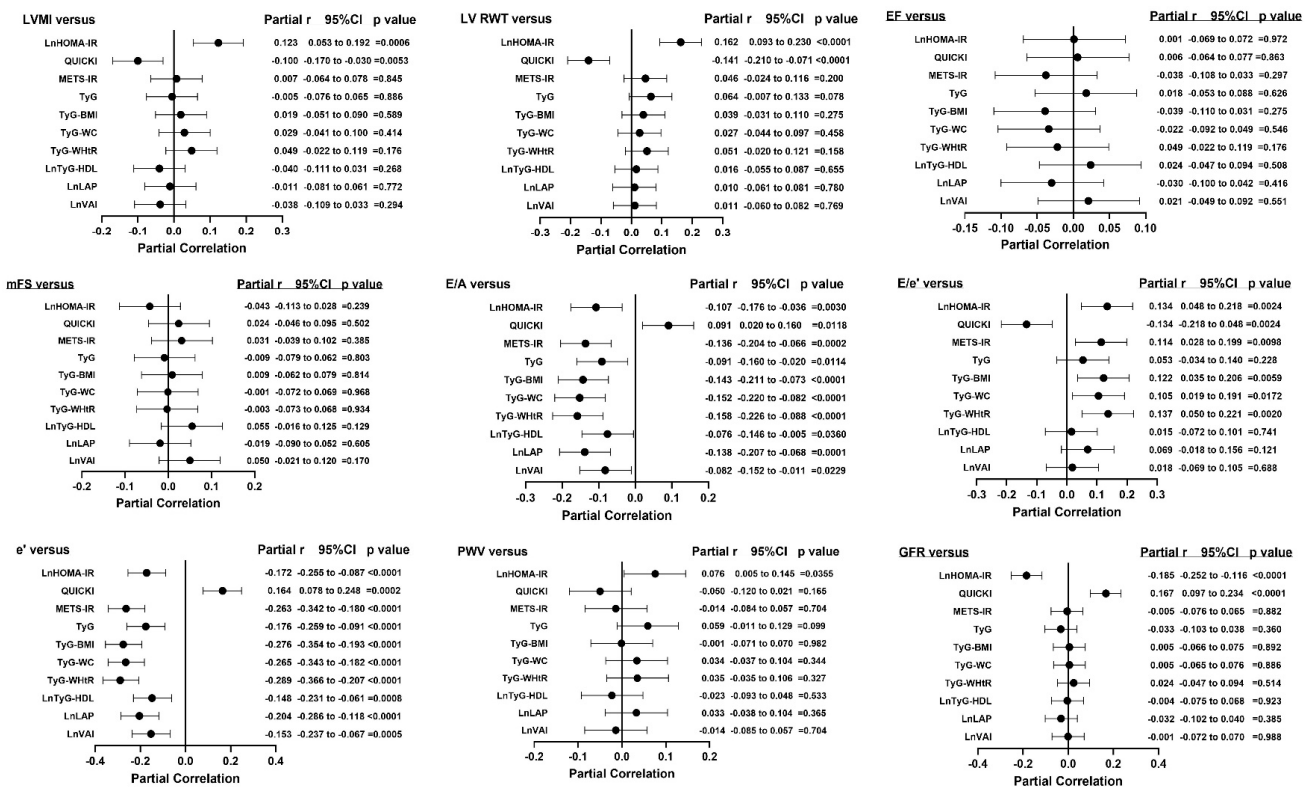 LVMI versus Partial r 95%CI p value
LnHOMA-IR 0.123 0.053 to 0.192 =0.0006
QUICKI -0.100 -0.170 to -0.030 =0.0053
METS-IR 0.007 -0.064 to 0.078 =0.845
TyG -0.005 -0.076 to 0.065 =0.886
TyG-BMI 0.019 -0.051 to 0.090 =0.589
TyG-WC 0.029 -0.041 to 0.100 =0.414
TyG-WHtR 0.049 -0.022 to 0.119 =0.176
LnTyG-HDL -0.040 -0.111 to 0.031 =0.268
LnLAP -0.011 -0.081 to 0.061 =0.772
LnVAI -0.038 -0.109 to 0.033 =0.294
-0.2 -0.1 0.0 0.1 0.2 0.3
Partial Correlation
LV RWT versus Partial r 95%CI p value
LnHOMA-IR 0.162 0.093 to 0.230 <0.0001
QUICKI -0.141 -0.210 to -0.071 <0.0001
METS-IR 0.046 -0.024 to 0.116 =0.200
TyG 0.064 -0.007 to 0.133 =0.078
TyG-BMI 0.039 -0.031 to 0.110 =0.275
TyG-WC 0.027 -0.044 to 0.097 =0.458
TyG-WHtR 0.051 -0.020 to 0.121 =0.158
LnTyG-HDL 0.016 -0.055 to 0.087 =0.655
LnLAP 0.010 -0.061 to 0.081 =0.780
LnVAI 0.011 -0.060 to 0.082 =0.769
-0.3 -0.2 -0.1 0.0 0.1 0.2 0.3
Partial Correlation
EF versus Partial r 95%CI p value
LnHOMA-IR 0.001 -0.069 to 0.072 =0.972
QUICKI 0.006 -0.064 to 0.077 =0.863
METS-IR -0.038 -0.108 to 0.033 =0.297
TyG 0.018 -0.053 to 0.088 =0.626
TyG-BMI -0.039 -0.110 to 0.031 =0.275
TyG-WC -0.022 -0.092 to 0.049 =0.546
TyG-WHtR 0.049 -0.022 to 0.119 =0.176
LnTyG-HDL 0.024 -0.047 to 0.094 =0.508
LnLAP -0.030 -0.100 to 0.042 =0.416
LnVAI 0.021 -0.049 to 0.092 =0.551
-0.15 -0.10 -0.05 0.00 0.05 0.10
Partial Correlation
mFS versus Partial r 95%CI p value
LnHOMA-IR -0.043 -0.113 to 0.028 =0.239
QUICKI 0.024 -0.046 to 0.095 =0.502
METS-IR 0.031 -0.039 to 0.102 =0.385
TyG -0.009 -0.079 to 0.062 =0.803
TyG-BMI 0.009 -0.062 to 0.079 =0.814
TyG-WC -0.001 -0.072 to 0.069 =0.968
TyG-WHtR -0.003 -0.073 to 0.068 =0.934
LnTyG-HDL 0.055 -0.016 to 0.125 =0.129
LnLAP -0.019 -0.090 to 0.052 =0.605
LnVAI 0.050 -0.021 to 0.120 =0.170
-0.2 -0.1 0.0 0.1 0.2
Partial Correlation
E/A versus Partial r 95%CI p value
LnHOMA-IR -0.107 -0.176 to -0.036 =0.0030
QUICKI 0.091 0.020 to 0.160 =0.0118
METS-IR -0.136 -0.204 to -0.066 =0.0002
TyG -0.091 -0.160 to -0.020 =0.0114
TyG-BMI -0.143 -0.211 to -0.073 <0.0001
TyG-WC -0.152 -0.220 to -0.082 <0.0001
TyG-WHtR -0.158 -0.226 to -0.088 <0.0001
LnTyG-HDL -0.076 -0.146 to -0.005 =0.0360
LnLAP -0.138 -0.207 to -0.068 =0.0001
LnVAI -0.082 -0.152 to -0.011 =0.0229
-0.3 -0.2 -0.1 0.0 0.1 0.2
Partial Correlation
E/e' versus Partial r 95%CI p value
LnHOMA-IR 0.134 0.048 to 0.218 =0.0024
QUICKI -0.134 -0.218 to 0.048 =0.0024
METS-IR 0.114 0.028 to 0.199 =0.0098
TyG 0.053 -0.034 to 0.140 =0.228
TyG-BMI 0.122 0.035 to 0.206 =0.0059
TyG-WC 0.105 0.019 to 0.191 =0.0172
TyG-WHtR 0.137 0.050 to 0.221 =0.0020
LnTyG-HDL 0.015 -0.072 to 0.101 =0.741
LnLAP 0.069 -0.018 to 0.156 =0.121
LnVAI 0.018 -0.069 to 0.105 =0.688
-0.3 -0.2 -0.1 0.0 0.1 0.2 0.3
Partial Correlation
e' versus Partial r 95%CI p value
LnHOMA-IR -0.172 -0.255 to -0.087 <0.0001
QUICKI 0.164 0.078 to 0.248 =0.0002
METS-IR -0.263 -0.342 to -0.180 <0.0001
TyG -0.176 -0.259 to -0.091 <0.0001
TyG-BMI -0.276 -0.354 to -0.193 <0.0001
TyG-WC -0.265 -0.343 to -0.182 <0.0001
TyG-WHtR -0.289 -0.366 to -0.207 <0.0001
LnTyG-HDL -0.148 -0.231 to -0.061 =0.0008
LnLAP -0.204 -0.286 to -0.118 <0.0001
LnVAI -0.153 -0.237 to -0.067 =0.0005
-0.4 -0.2 0.0 0.2 0.4
Partial Correlation
PWV versus Partial r 95%CI p value
LnHOMA-IR 0.076 0.005 to 0.145 =0.0355
QUICKI -0.050 -0.120 to 0.021 =0.165
METS-IR -0.014 -0.084 to 0.057 =0.704
TyG 0.059 -0.011 to 0.129 =0.099
TyG-BMI -0.001 -0.071 to 0.070 =0.982
TyG-WC 0.034 -0.037 to 0.104 =0.344
TyG-WHtR 0.035 -0.035 to 0.106 =0.327
LnTyG-HDL -0.023 -0.093 to 0.048 =0.533
LnLAP 0.033 -0.038 to 0.104 =0.365
LnVAI -0.014 -0.085 to 0.057 =0.704
-0.2 -0.1 0.0 0.1 0.2
Partial Correlation
GFR versus Partial r 95%CI p value
LnHOMA-IR -0.185 -0.252 to -0.116 <0.0001
QUICKI 0.167 0.097 to 0.234 <0.0001
METS-IR -0.005 -0.076 to 0.065 =0.882
TyG -0.033 -0.103 to 0.038 =0.360
TyG-BMI 0.005 -0.066 to 0.075 =0.892
TyG-WC 0.005 -0.065 to 0.076 =0.886
TyG-WHtR 0.024 -0.047 to 0.094 =0.514
LnTyG-HDL -0.004 -0.075 to 0.068 =0.923
LnLAP -0.032 -0.102 to 0.040 =0.385
LnVAI -0.001 -0.072 to 0.070 =0.988
-0.4 -0.2 0.0 0.2 0.4
Partial Correlation